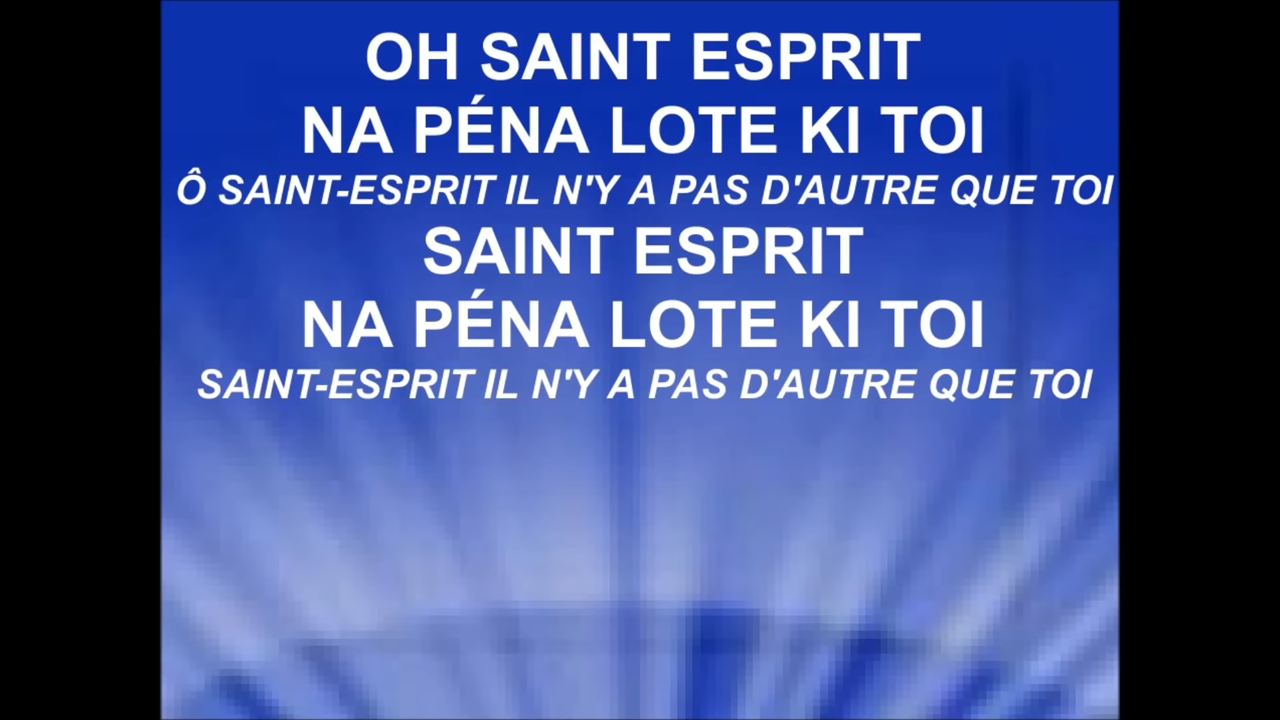 OH SAINT ESPRIT
NA PÉNA LOTE KI TOI
Ô SAINT-ESPRIT IL N'Y A PAS D'AUTRE QUE TOI
SAINT ESPRIT
NA PÉNA LOTE KI TOI
SAINT-ESPRIT IL N'Y A PAS D'AUTRE QUE TOI